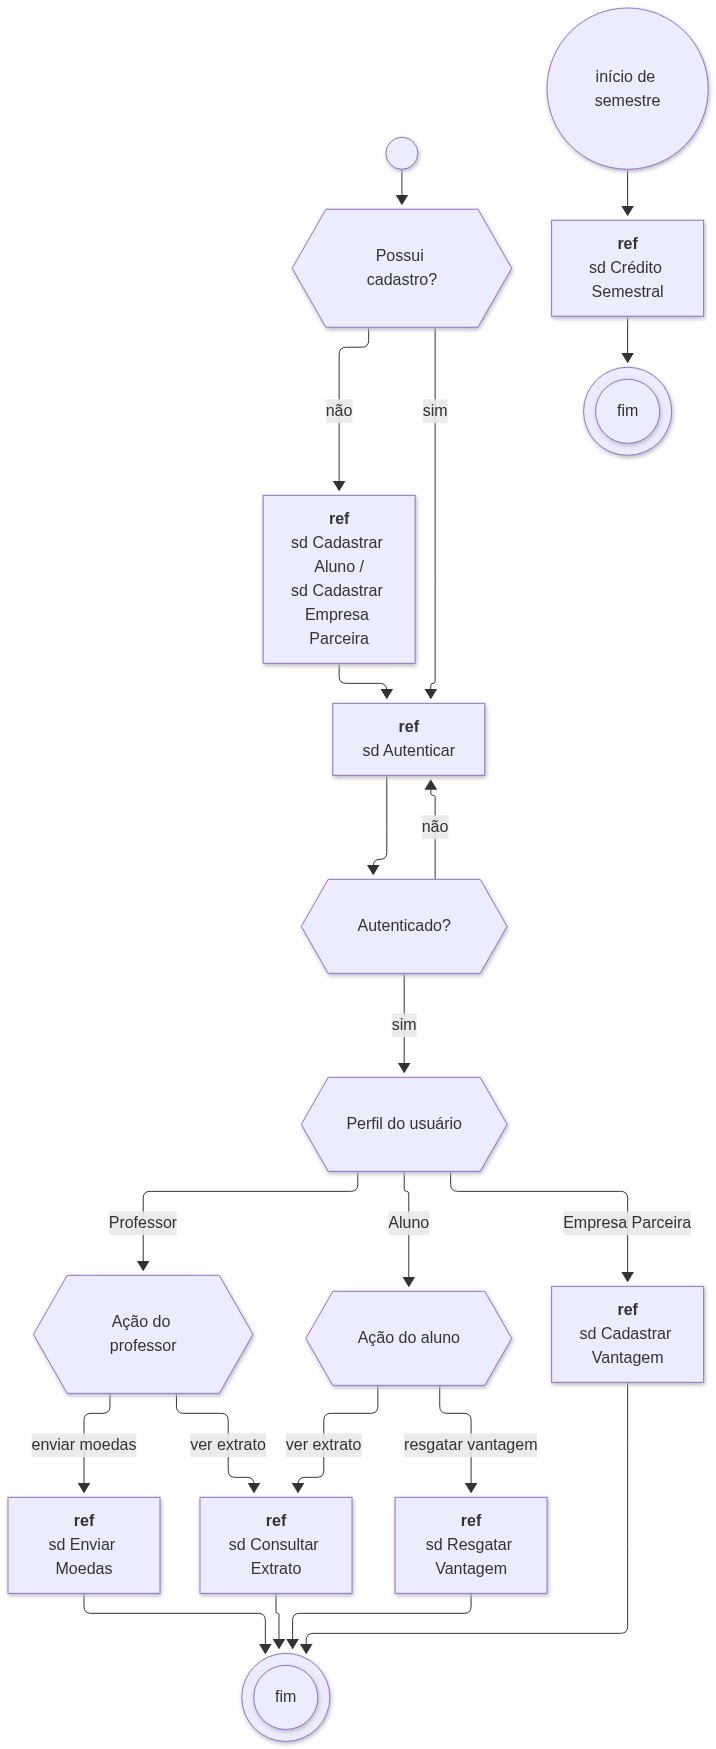 início de
semestre
ref
sd Crédito
Semestral
fim
Possui
cadastro?
não
sim
ref
sd Cadastrar
Aluno /
sd Cadastrar
Empresa
Parceira
ref
sd Autenticar
não
Autenticado?
sim
Perfil do usuário
Professor
Aluno
Empresa Parceira
Ação do
professor
Ação do aluno
ref
sd Cadastrar
Vantagem
enviar moedas
ver extrato
ver extrato
resgatar vantagem
ref
sd Enviar
Moedas
ref
sd Consultar
Extrato
ref
sd Resgatar
Vantagem
fim